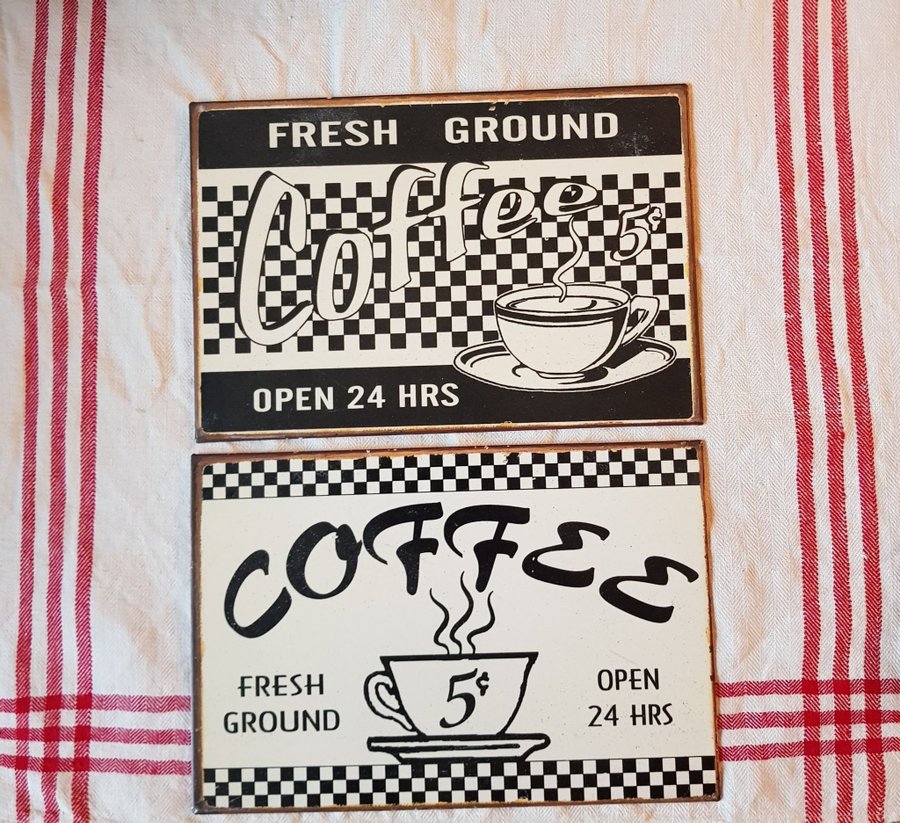 FRESH GROUND
Coffee
5¢
OPEN 24 HRS
COFFEE
FRESH
GROUND
5¢
OPEN
24 HRS